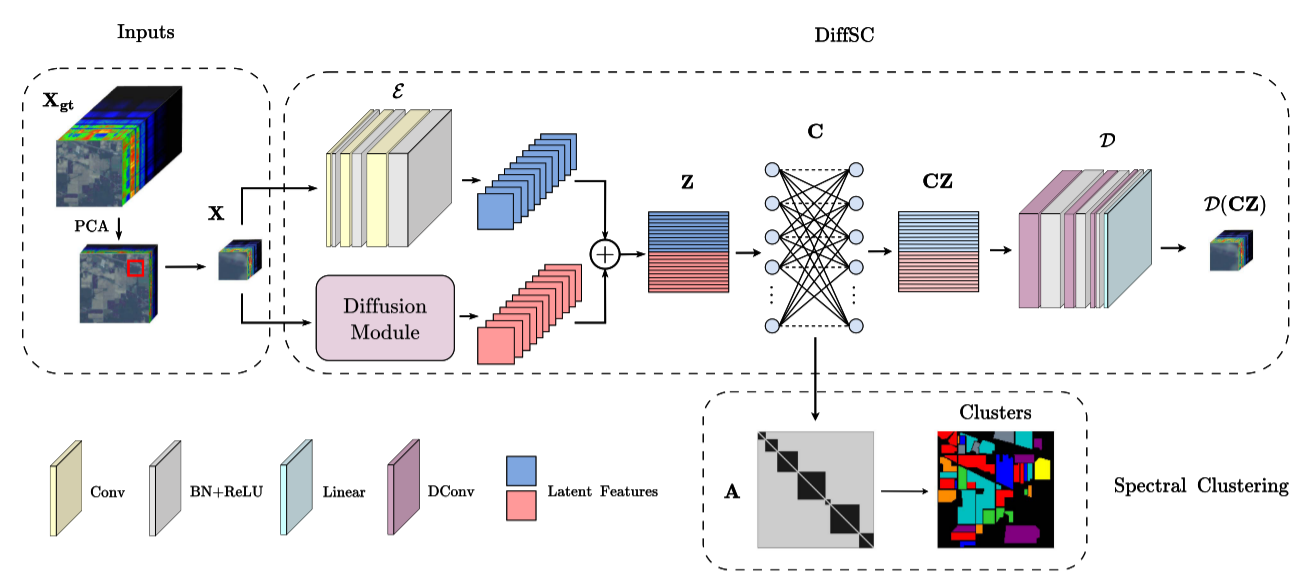 Inputs
DiffSC
X_gt
PCA
X
ℰ
Diffusion
Module
+
Z
C
CZ
𝒟
𝒟(CZ)
A
Clusters
Spectral Clustering
Conv
BN+ReLU
Linear
DConv
Latent Features